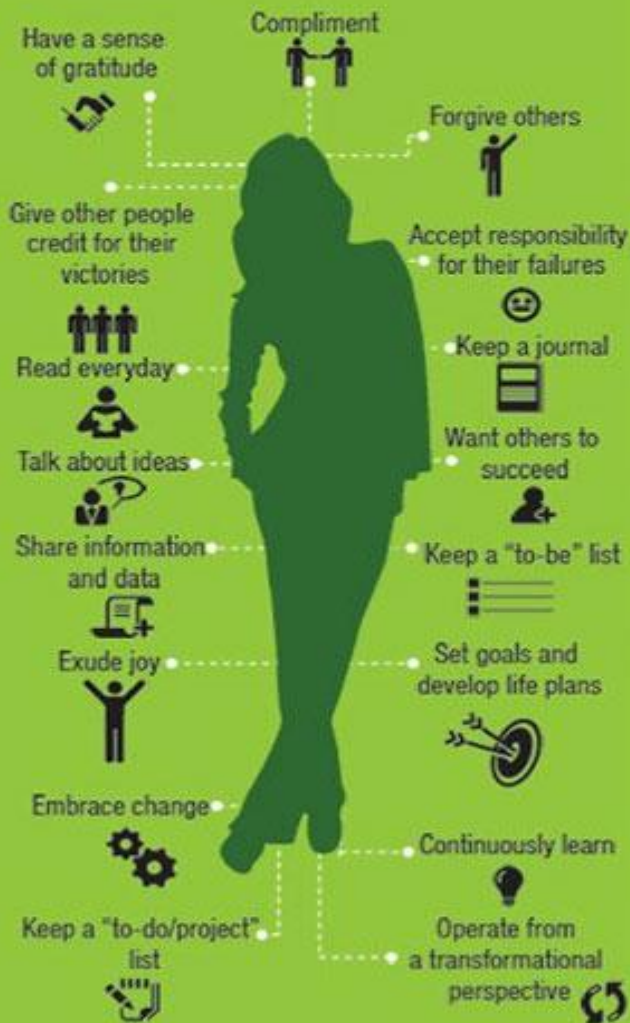 Have a sense
of gratitude
Compliment
Forgive others
Give other people
credit for their
victories
Accept responsibility
for their failures
Read everyday
Keep a journal
Talk about ideas
Want others to
succeed
Share information
and data
Keep a "to-be" list
Exude joy
Set goals and
develop life plans
Embrace change
Continuously learn
Keep a "to-do/project"
list
Operate from
a transformational
perspective